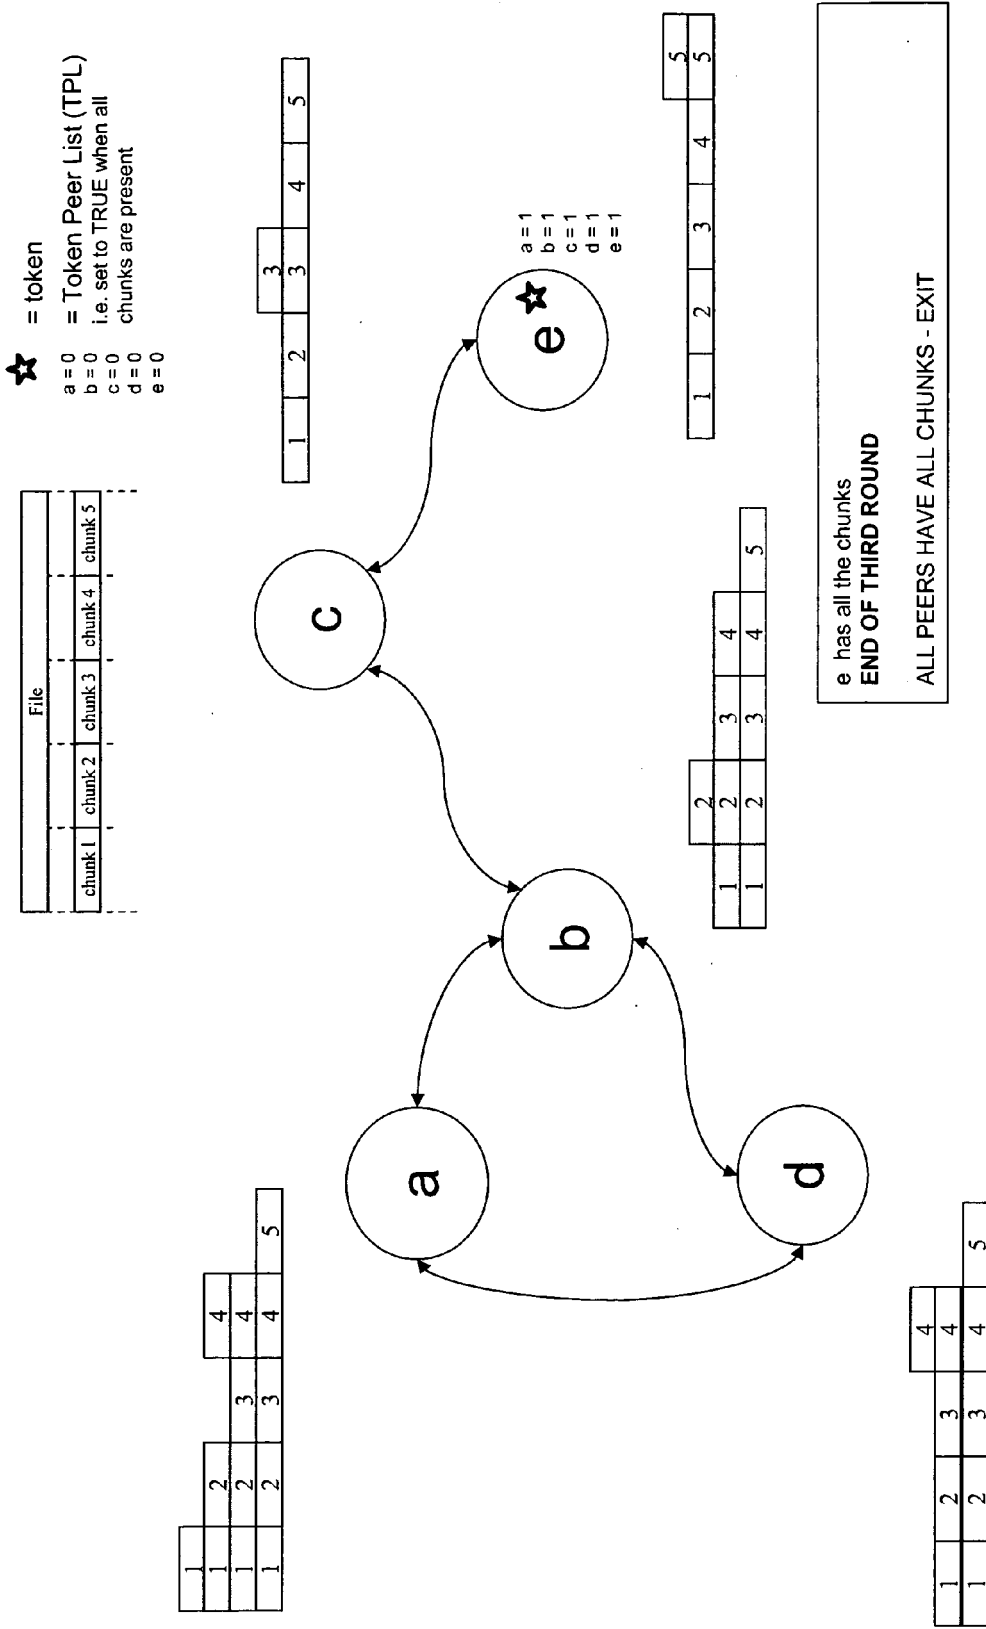 File
chunk 1 chunk 2 chunk 3 chunk 4 chunk 5
= token
a = 0
b = 0
c = 0
d = 0
e = 0
= Token Peer List (TPL)
i.e. set to TRUE when all
chunks are present
1
1 2 4
1 2 3 4
1 2 3 4 5
a
3
1 2 3 4 5
c
b
2
1 2 3 4
1 2 3 4 5
e
a = 1
b = 1
c = 1
d = 1
e = 1
5
1 2 3 4 5
d
4
1 2 3 4
1 2 3 4 5
e has all the chunks
END OF THIRD ROUND
ALL PEERS HAVE ALL CHUNKS - EXIT